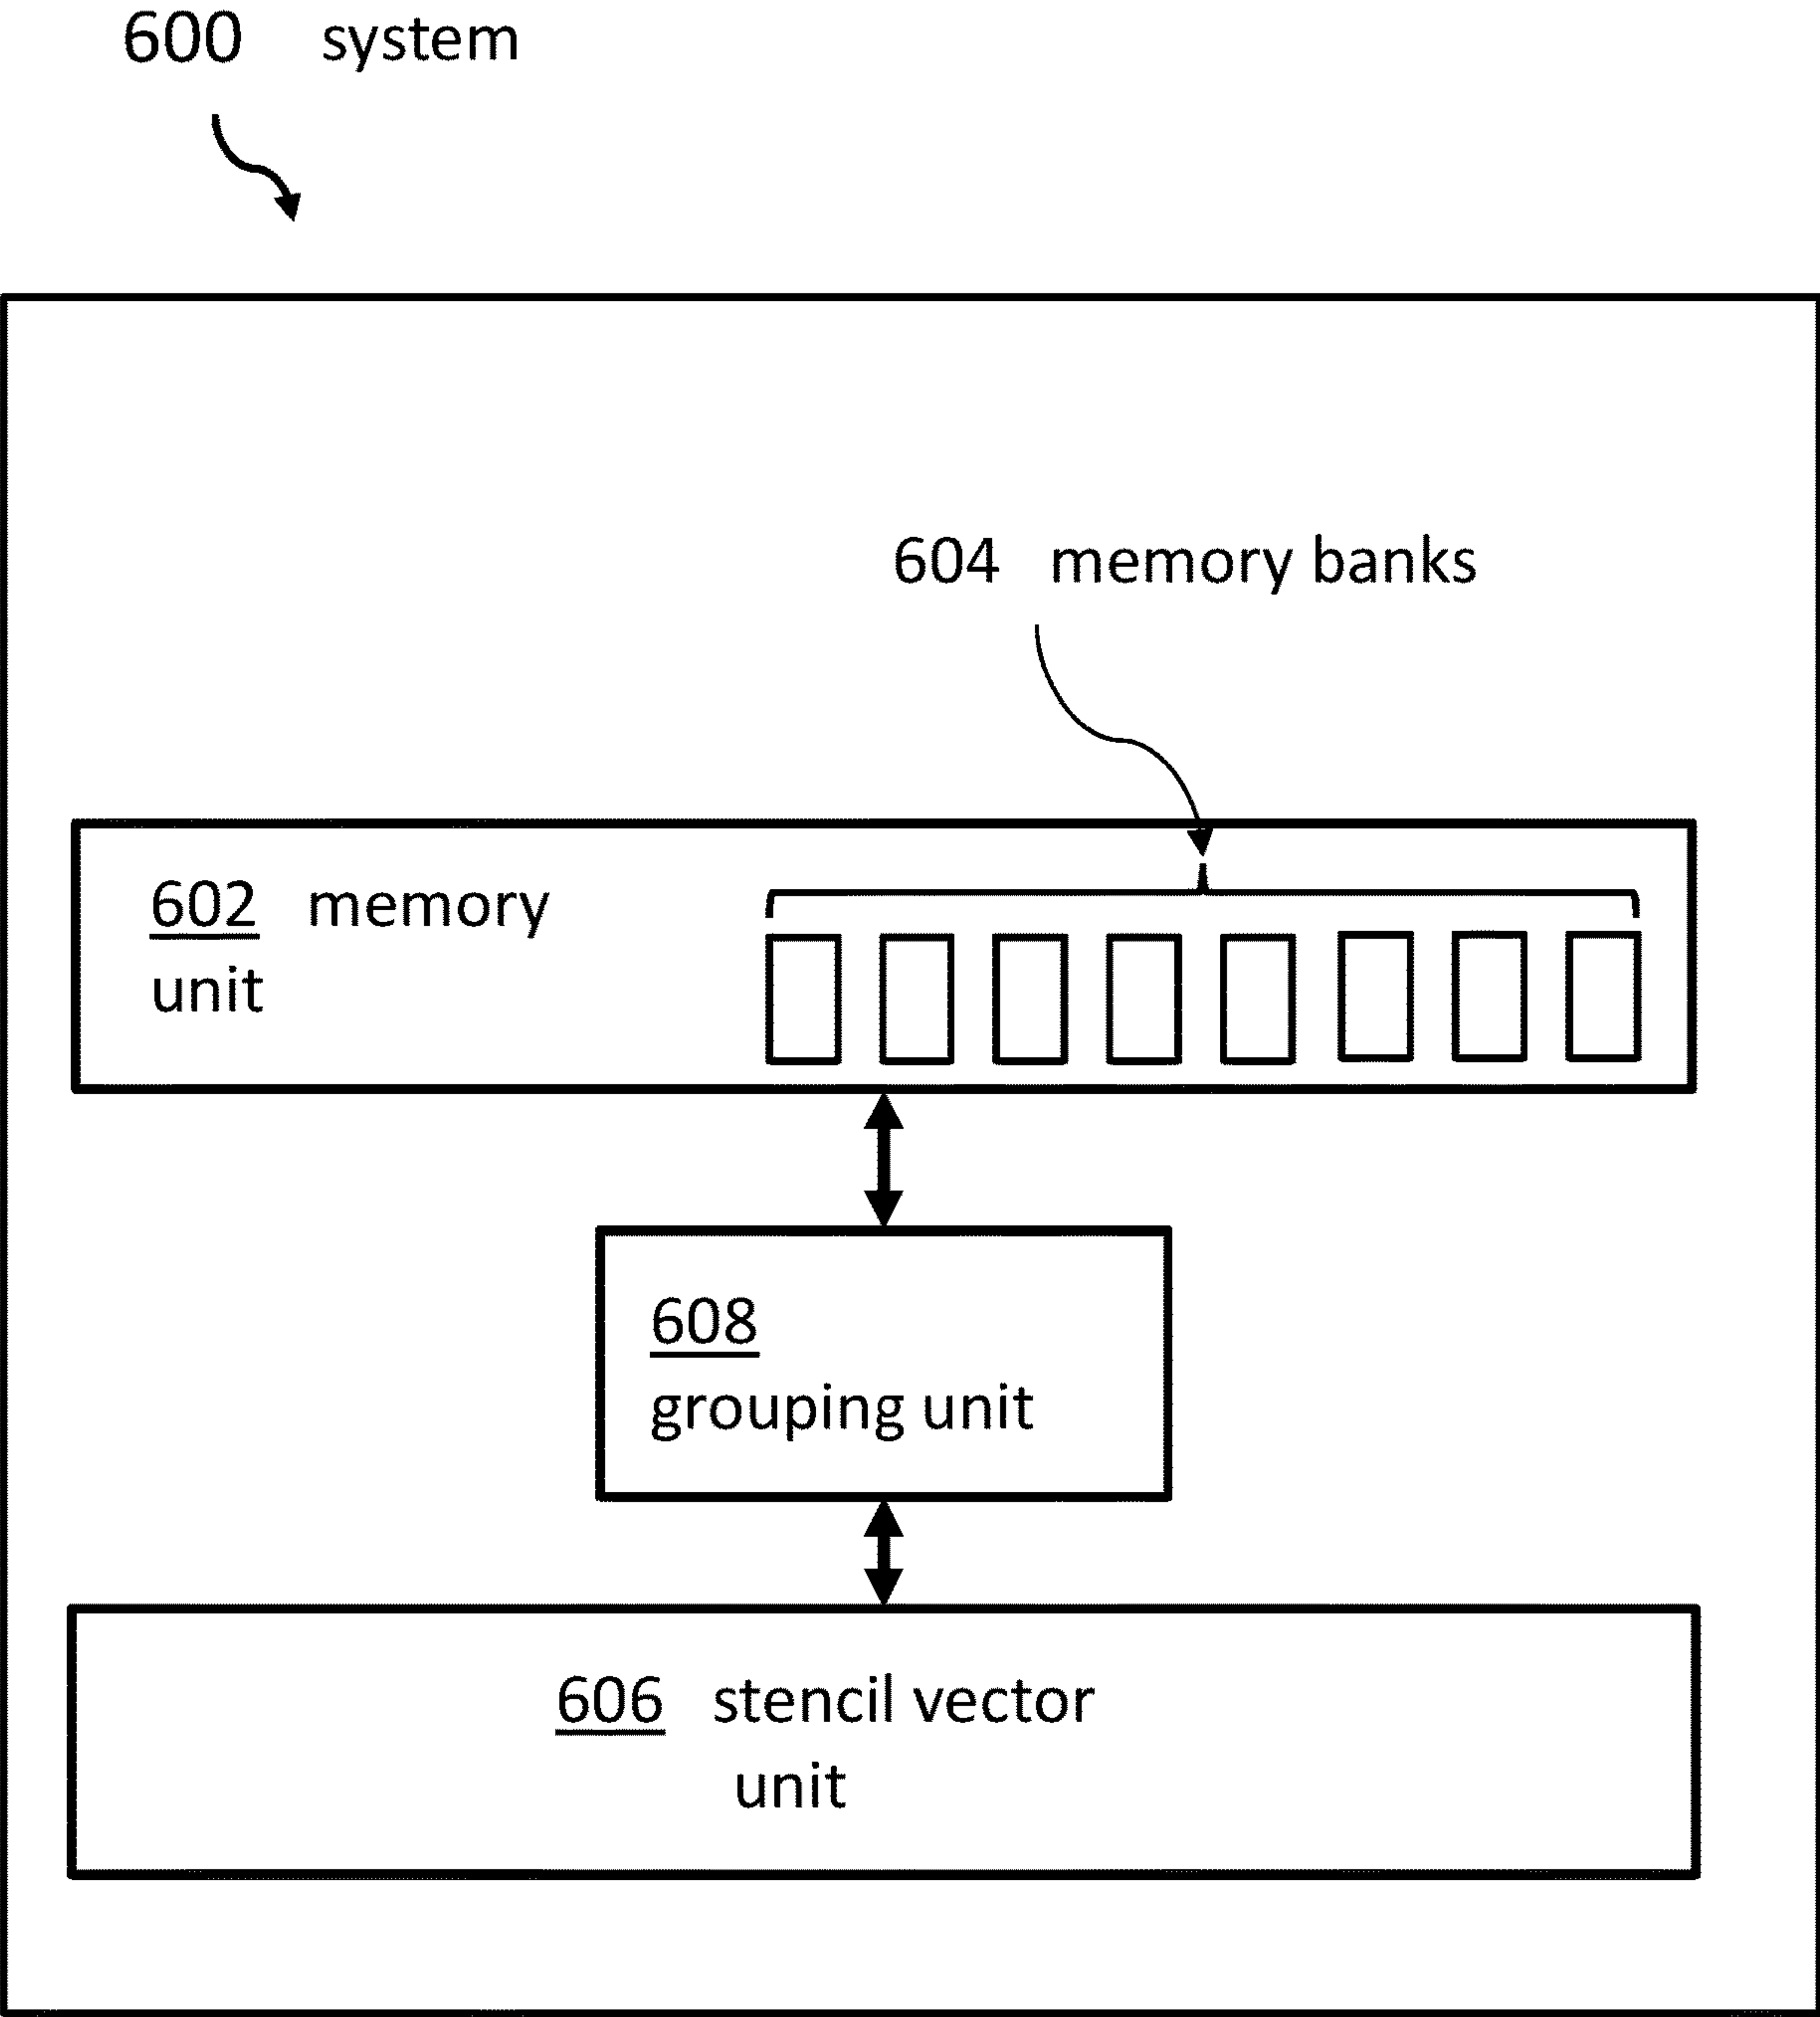 600 system
604 memory banks
602 memory
unit
608
grouping unit
606 stencil vector
unit